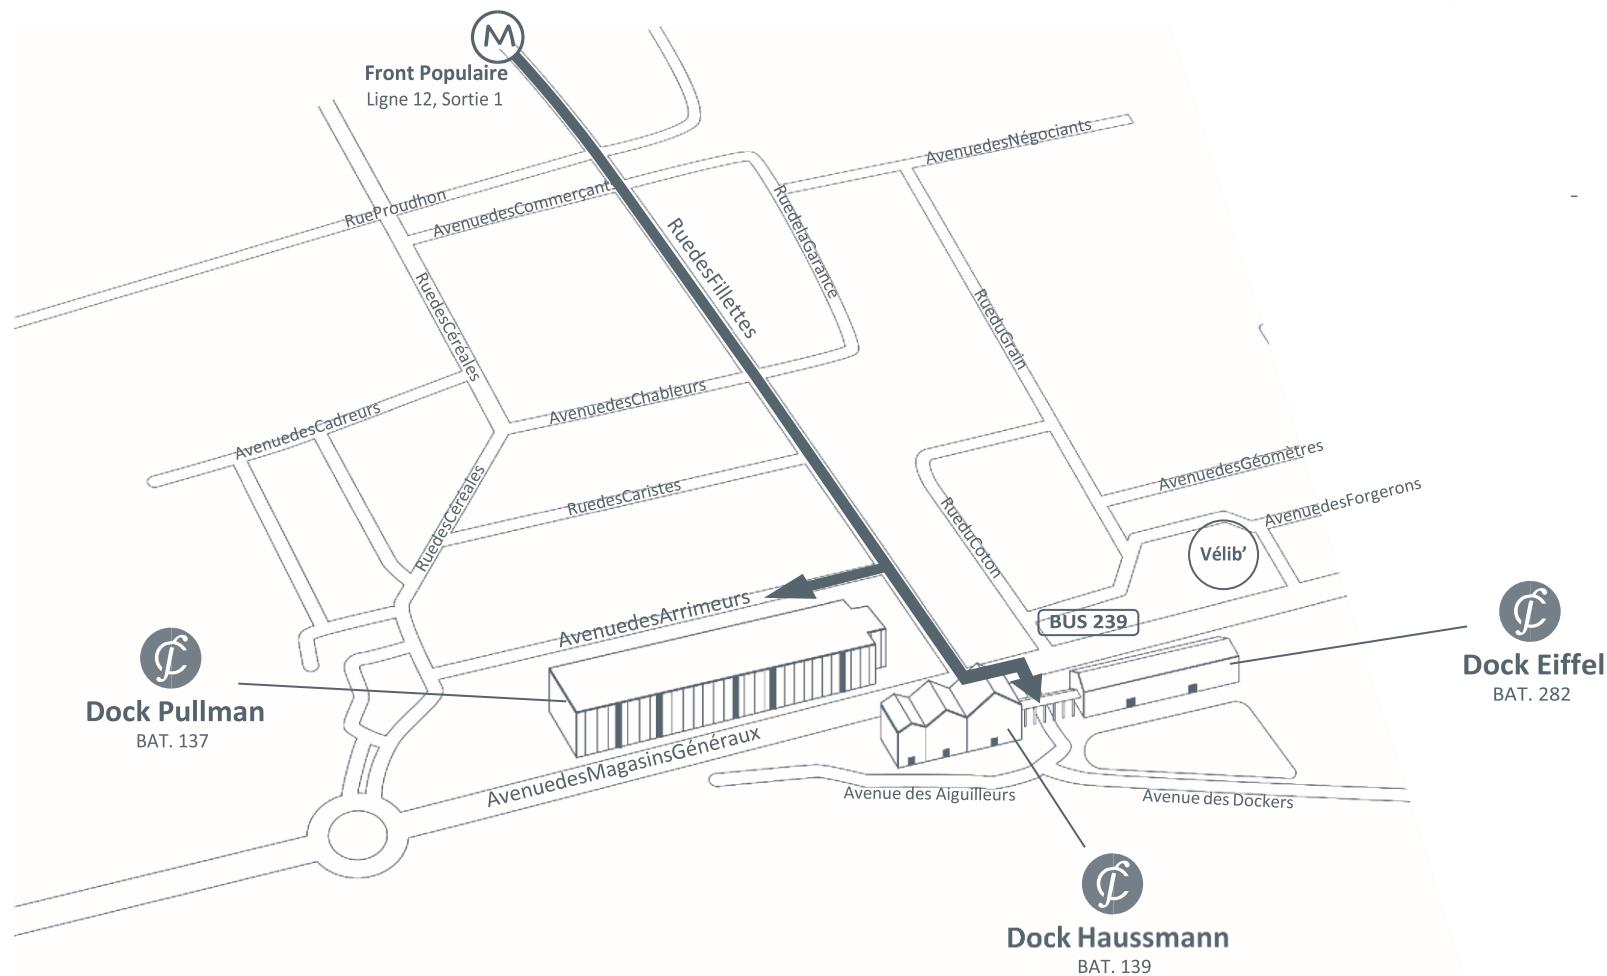 M
Front Populaire
Ligne 12, Sortie 1
AvenuedesNégociants
RueProudhon
AvenuedesCommerçants
RuedelaGarance
RuedesFillettes
RuedesCéréales
RueduGrain
AvenuedesChableurs
AvenuedesCadreurs
AvenuedesGéomètres
RuedesCaristes
RuedesCéréales
AvenuedesForgerons
RueduCoton
Vélib’
AvenuedesArrimeurs
BUS 239
Dock Eiffel
BAT. 282
Dock Pullman
BAT. 137
AvenuedesMagasinsGénéraux
Avenue des Aiguilleurs
Avenue des Dockers
Dock Haussmann
BAT. 139